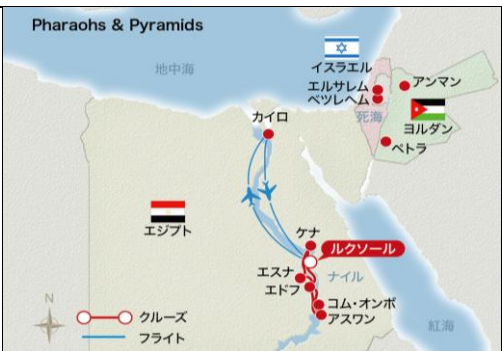 Pharaohs & Pyramids
地中海
イスラエル
エルサレム
ベツレヘム
アンマン
死海
ヨルダン
ペトラ
カイロ
エジプト
ケナ
ルクソール
エスナ
ナイル
エドフ
コム・オンボ
アスワン
紅海
N
クルーズ
フライト